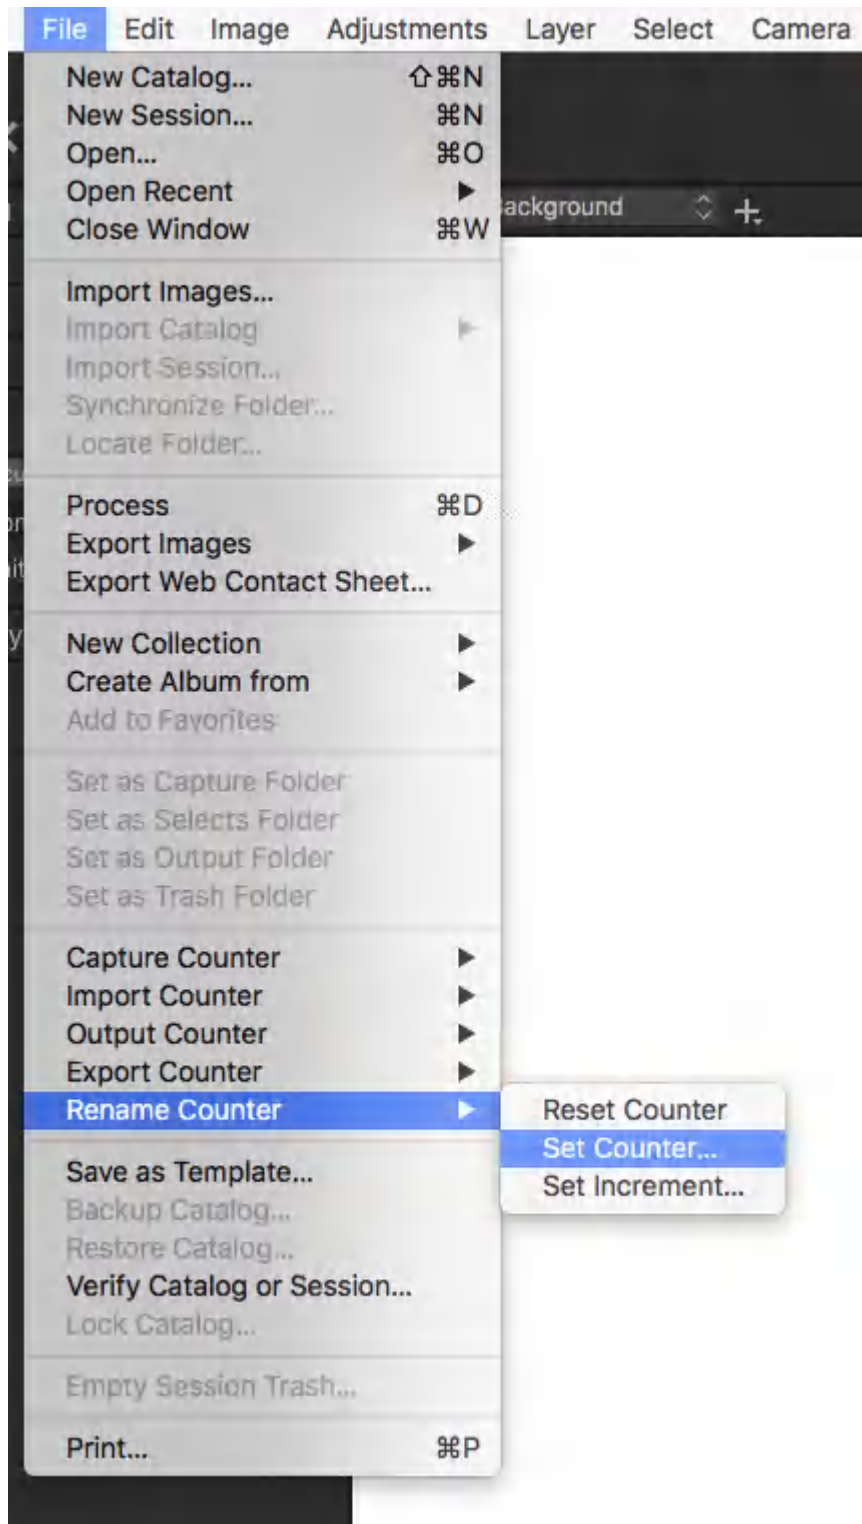 File Edit Image Adjustments Layer Select Camera
New Catalog... ⇧⌘N
New Session... ⌘N
Open... ⌘O
Open Recent ▶
Close Window ⌘W
ackground
Import Images...
Import Catalog ▶
Import Session...
Synchronize Folder...
Locate Folder...
Process ⌘D
Export Images ▶
Export Web Contact Sheet...
New Collection ▶
Create Album from ▶
Add to Favorites
Set as Capture Folder
Set as Selects Folder
Set as Output Folder
Set as Trash Folder
Capture Counter ▶
Import Counter ▶
Output Counter ▶
Export Counter ▶
Rename Counter ▶
Reset Counter
Set Counter...
Set Increment...
Save as Template...
Backup Catalog...
Restore Catalog...
Verify Catalog or Session...
Lock Catalog...
Empty Session Trash...
Print... ⌘P